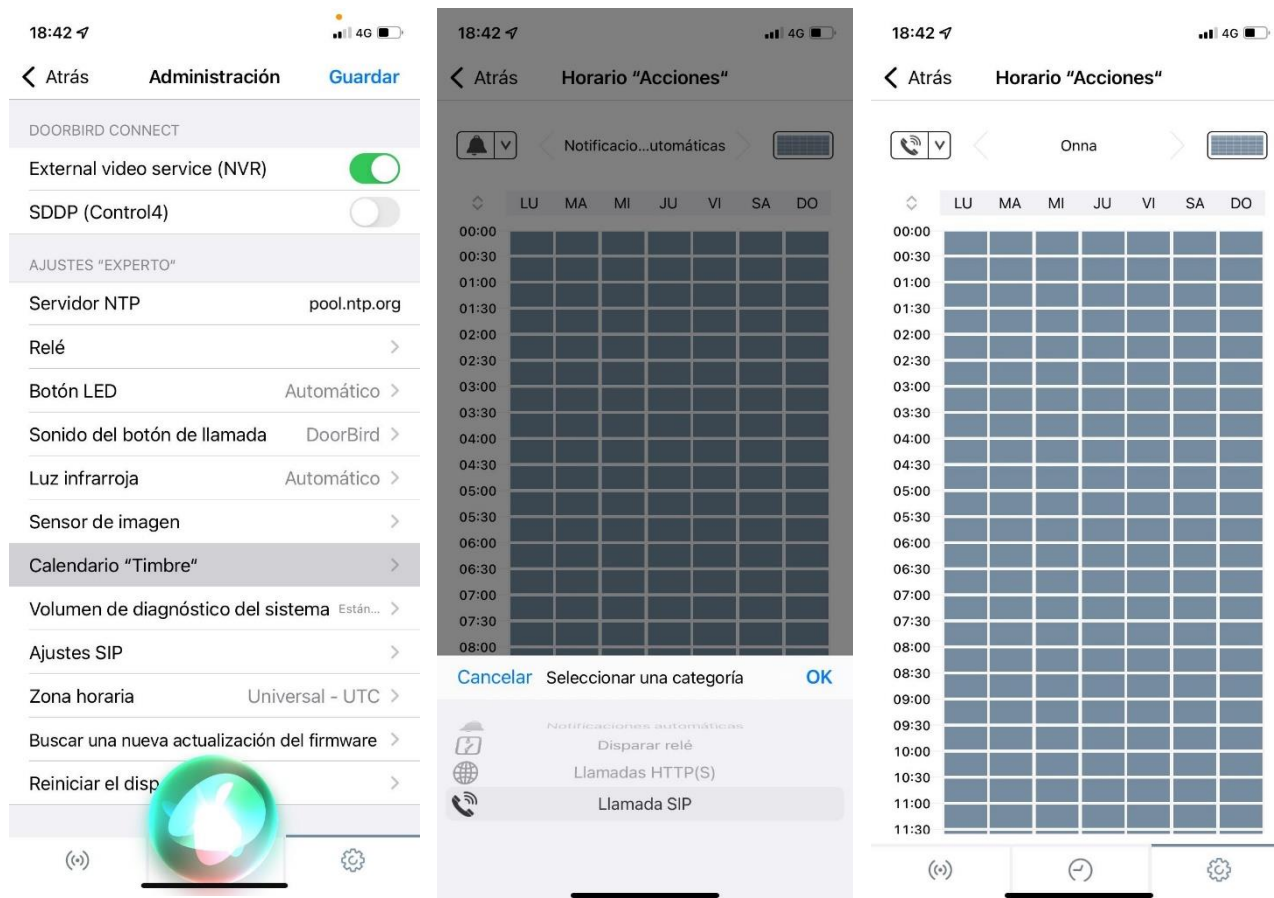 18:42
4G
Atrás Administración Guardar
DOORBIRD CONNECT
External video service (NVR)
SDDP (Control4)
AJUSTES "EXPERTO"
Servidor NTP pool.ntp.org
Relé
Botón LED Automático
Sonido del botón de llamada DoorBird
Luz infrarroja Automático
Sensor de imagen
Calendario "Timbre"
Volumen de diagnóstico del sistema Están...
Ajustes SIP
Zona horaria Universal - UTC
Buscar una nueva actualización del firmware
Reiniciar el disp
18:42
4G
Atrás Horario "Acciones"
Notificacio...utomáticas
LU MA MI JU VI SA DO
00:00
00:30
01:00
01:30
02:00
02:30
03:00
03:30
04:00
04:30
05:00
05:30
06:00
06:30
07:00
07:30
08:00
Cancelar Seleccionar una categoría OK
Notificaciones automáticas
Disparar relé
Llamadas HTTP(S)
Llamada SIP
18:42
4G
Atrás Horario "Acciones"
Onna
LU MA MI JU VI SA DO
00:00
00:30
01:00
01:30
02:00
02:30
03:00
03:30
04:00
04:30
05:00
05:30
06:00
06:30
07:00
07:30
08:00
08:30
09:00
09:30
10:00
10:30
11:00
11:30